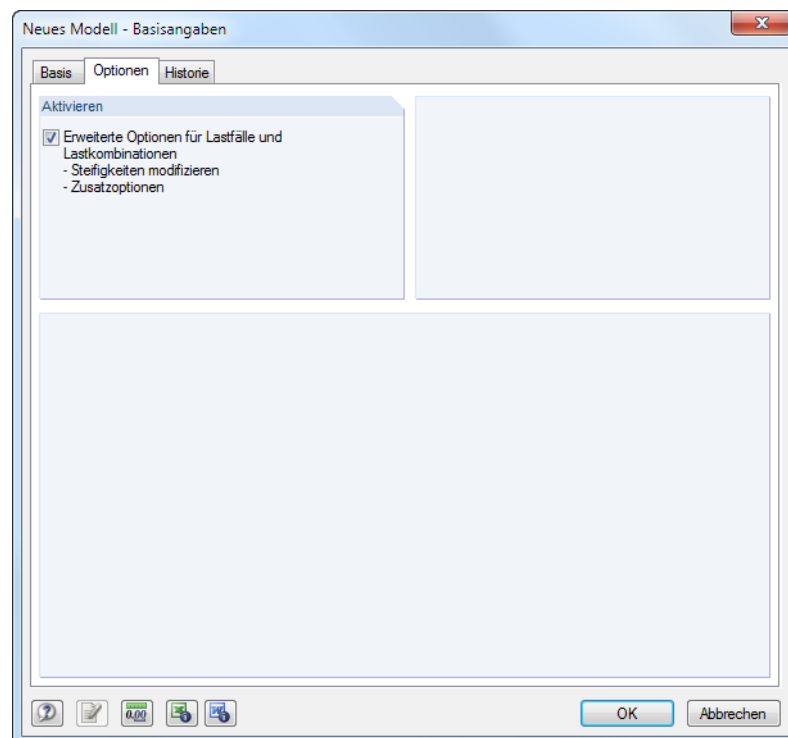 Neues Modell - Basisangaben
Basis Optionen Historie
Aktivieren
Erweiterte Optionen für Lastfälle und
Lastkombinationen
- Steifigkeiten modifizieren
- Zusatzoptionen
0,00
OK Abbrechen